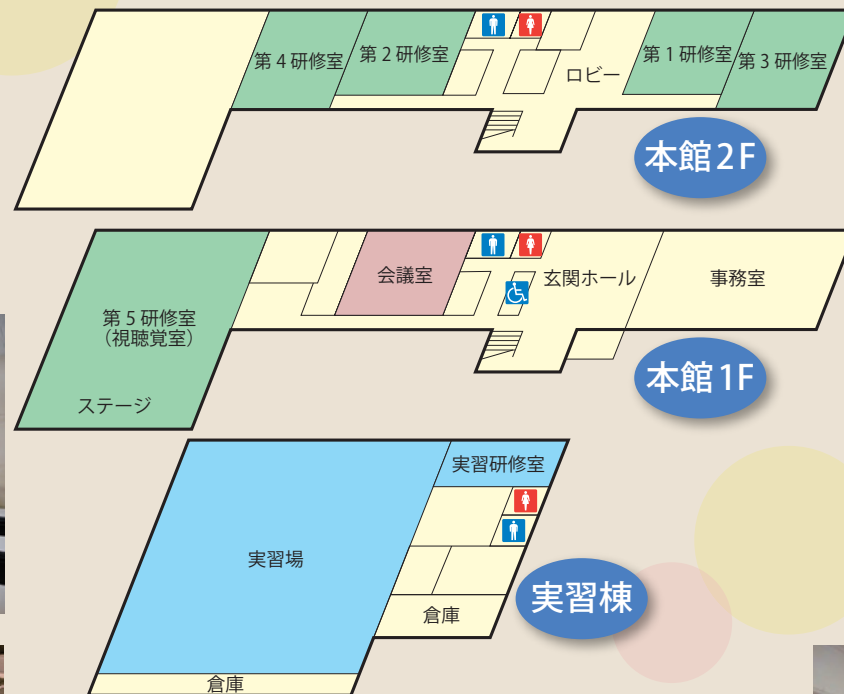 第4研修室
第2研修室
ロビー
第1研修室
第3研修室
本館2F
第5研修室
（視聴覚室）
ステージ
会議室
玄関ホール
事務室
本館1F
実習場
実習研修室
倉庫
倉庫
実習棟